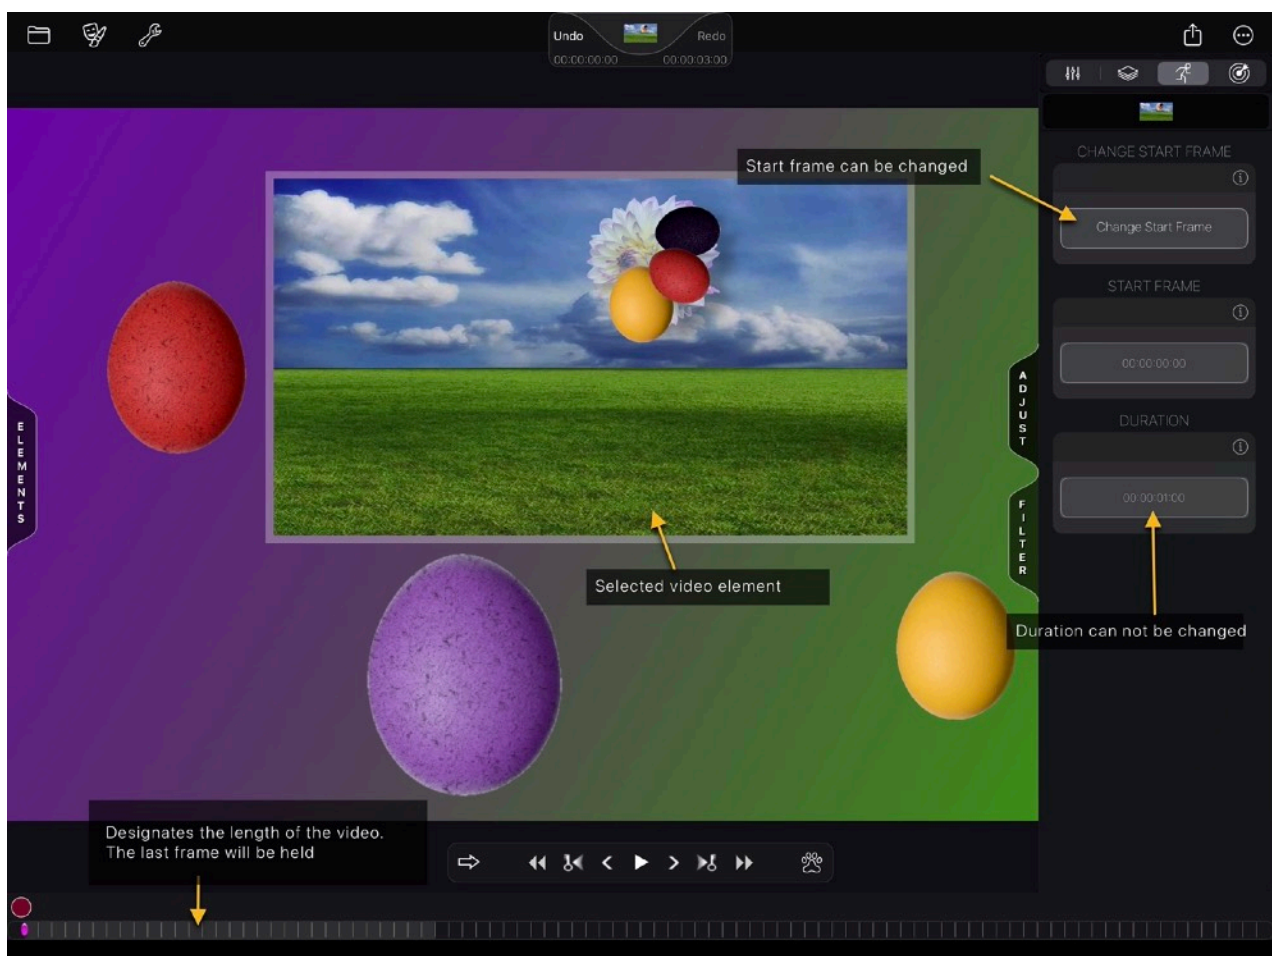 Undo
Redo
00:00:00:00
00:00:03:00
CHANGE START FRAME
Start frame can be changed
Change Start Frame
START FRAME
00:00:00:00
ADJUST
DURATION
ELEMENTS
00:00:01:00
FILTER
Selected video element
Duration can not be changed
Designates the length of the video.
The last frame will be held